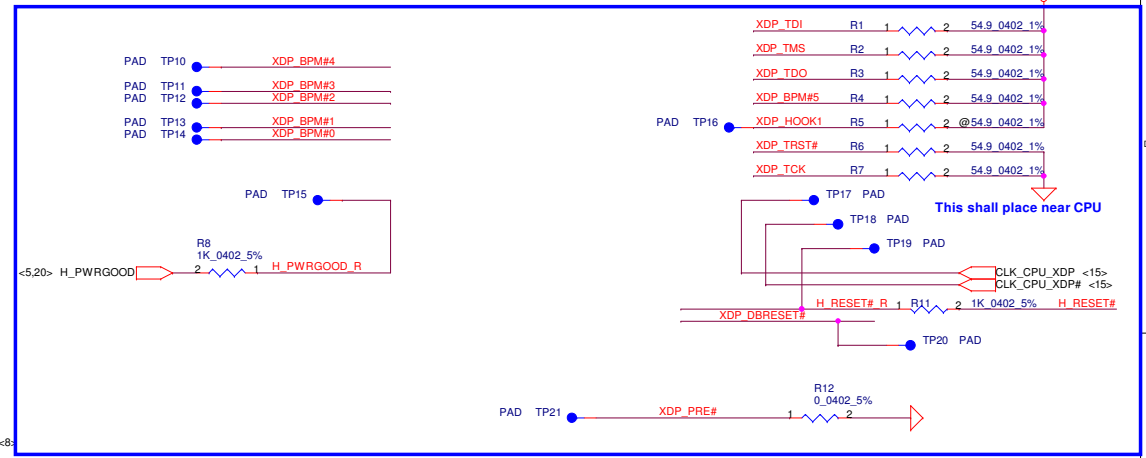 XDP_TDI R1 1 2 54.9_0402_1%
XDP_TMS R2 1 2 54.9_0402_1%
PAD TP10 XDP_BPM#4
XDP_TDO R3 1 2 54.9_0402_1%
PAD TP11 XDP_BPM#3
PAD TP12 XDP_BPM#2
XDP_BPM#5 R4 1 2 54.9_0402_1%
PAD TP13 XDP_BPM#1
PAD TP16 XDP_HOOK1 R5 1 2 @54.9_0402_1%
PAD TP14 XDP_BPM#0
XDP_TRST# R6 1 2 54.9_0402_1%
XDP_TCK R7 1 2 54.9_0402_1%
PAD TP15
TP17 PAD
This shall place near CPU
TP18 PAD
TP19 PAD
R8
1K_0402_5%
<5,20> H_PWRGOOD 2 1 H_PWRGOOD_R
CLK_CPU_XDP <15>
CLK_CPU_XDP# <15>
H_RESET#_R 1 R11 2 1K_0402_5% H_RESET#
XDP_DBRESET#
TP20 PAD
R12
0_0402_5%
PAD TP21 XDP_PRE# 1 2
<8>